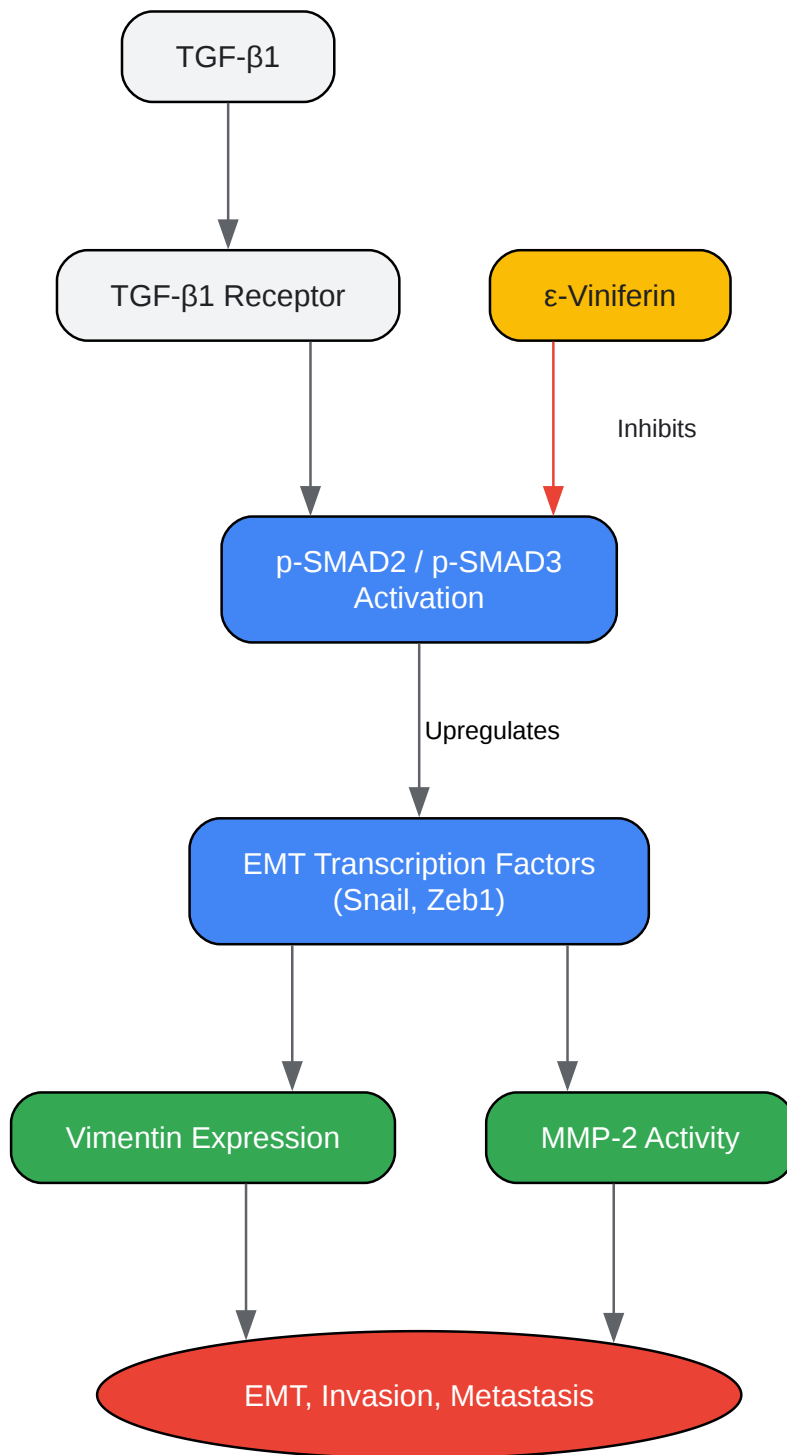 TGF-β1
TGF-β1 Receptor
ε-Viniferin
Inhibits
p-SMAD2 / p-SMAD3
Activation
Upregulates
EMT Transcription Factors
(Snail, Zeb1)
Vimentin Expression
MMP-2 Activity
EMT, Invasion, Metastasis